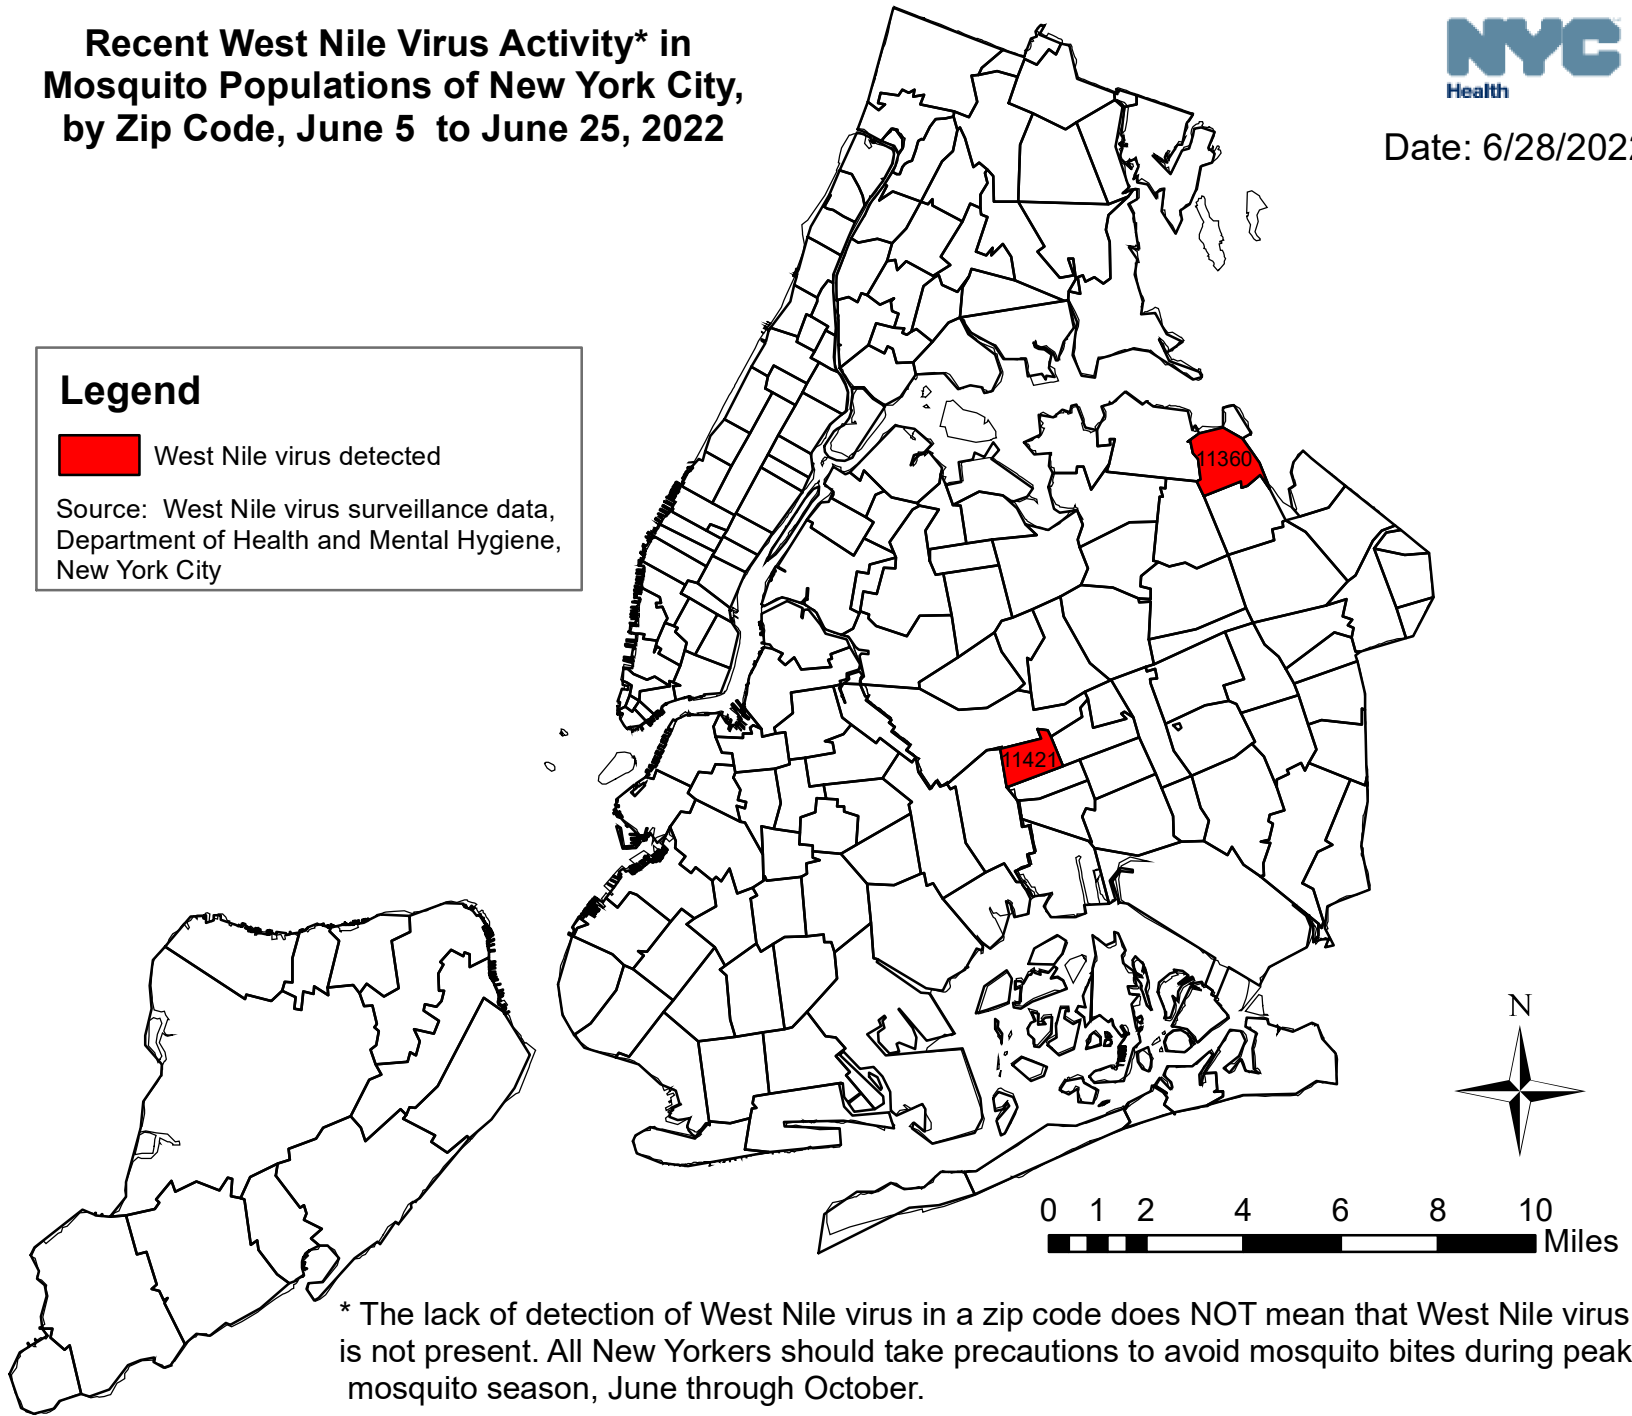 Recent West Nile Virus Activity* in
Mosquito Populations of New York City,
by Zip Code, June 5 to June 25, 2022
NYC
Health
Date: 6/28/2022
Legend
West Nile virus detected
Source: West Nile virus surveillance data,
Department of Health and Mental Hygiene,
New York City
11360
11421
N
0 1 2 4 6 8 10
Miles
* The lack of detection of West Nile virus in a zip code does NOT mean that West Nile virus
is not present. All New Yorkers should take precautions to avoid mosquito bites during peak
mosquito season, June through October.